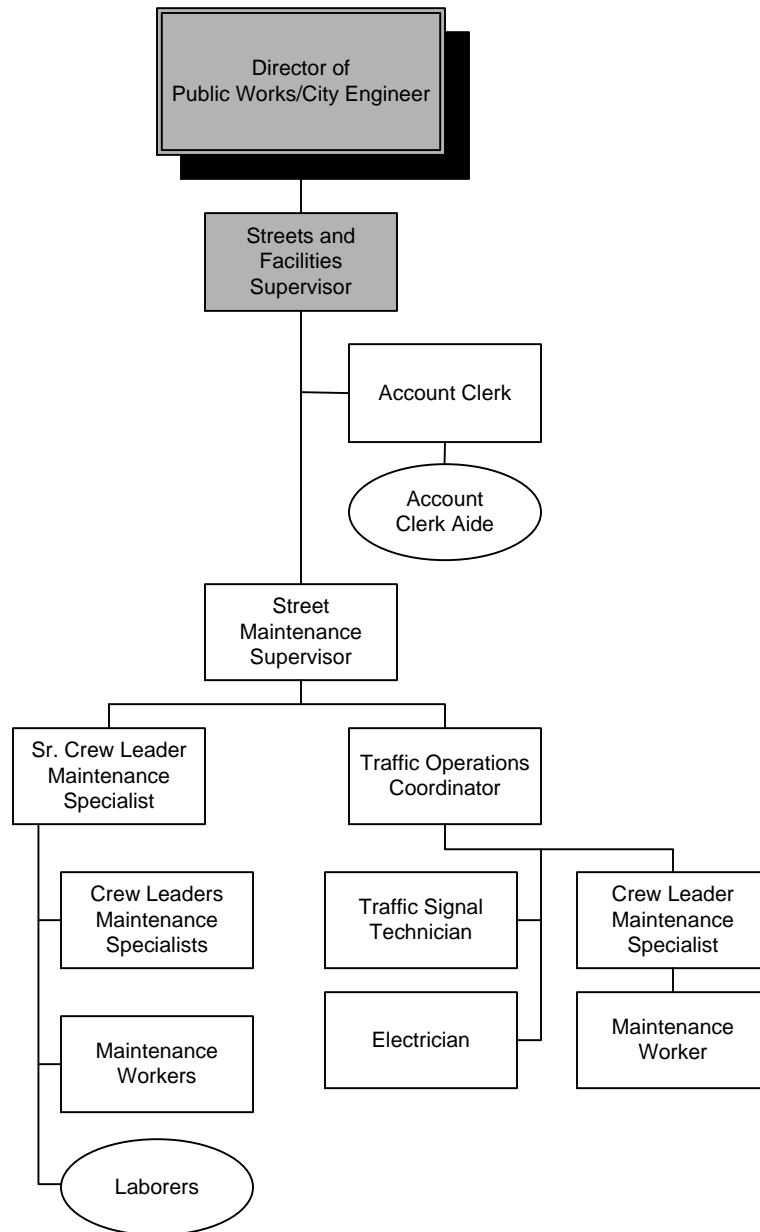 Director of
Public Works/City Engineer
Streets and
Facilities
Supervisor
Account Clerk
Account
Clerk Aide
Street
Maintenance
Supervisor
Sr. Crew Leader
Maintenance
Specialist
Traffic Operations
Coordinator
Crew Leaders
Maintenance
Specialists
Traffic Signal
Technician
Crew Leader
Maintenance
Specialist
Maintenance
Workers
Electrician
Maintenance
Worker
Laborers